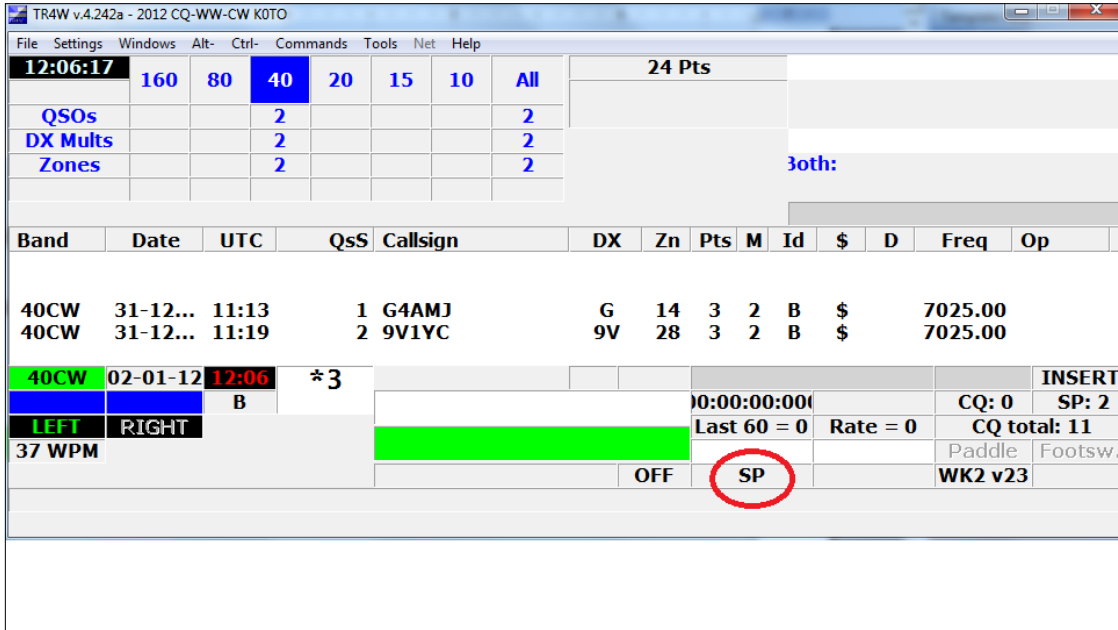 TR4W v.4.242a - 2012 CQ-WW-CW K0TO
File Settings Windows Alt- Ctrl- Commands Tools Net Help
12:06:17 160 80 40 20 15 10 All 24 Pts
QSOs 2 2
DX Mults 2 2
Zones 2 2 Both:
Band Date UTC QsS Callsign DX Zn Pts M Id $ D Freq Op
40CW 31-12... 11:13 1 G4AMJ G 14 3 2 B $ 7025.00
40CW 31-12... 11:19 2 9V1YC 9V 28 3 2 B $ 7025.00
40CW 02-01-12 12:06 *3 INSERT
B 00:00:00:00 CQ: 0 SP: 2
LEFT RIGHT Last 60 = 0 Rate = 0 CQ total: 11
37 WPM Paddle Footsw.
OFF SP WK2 v23